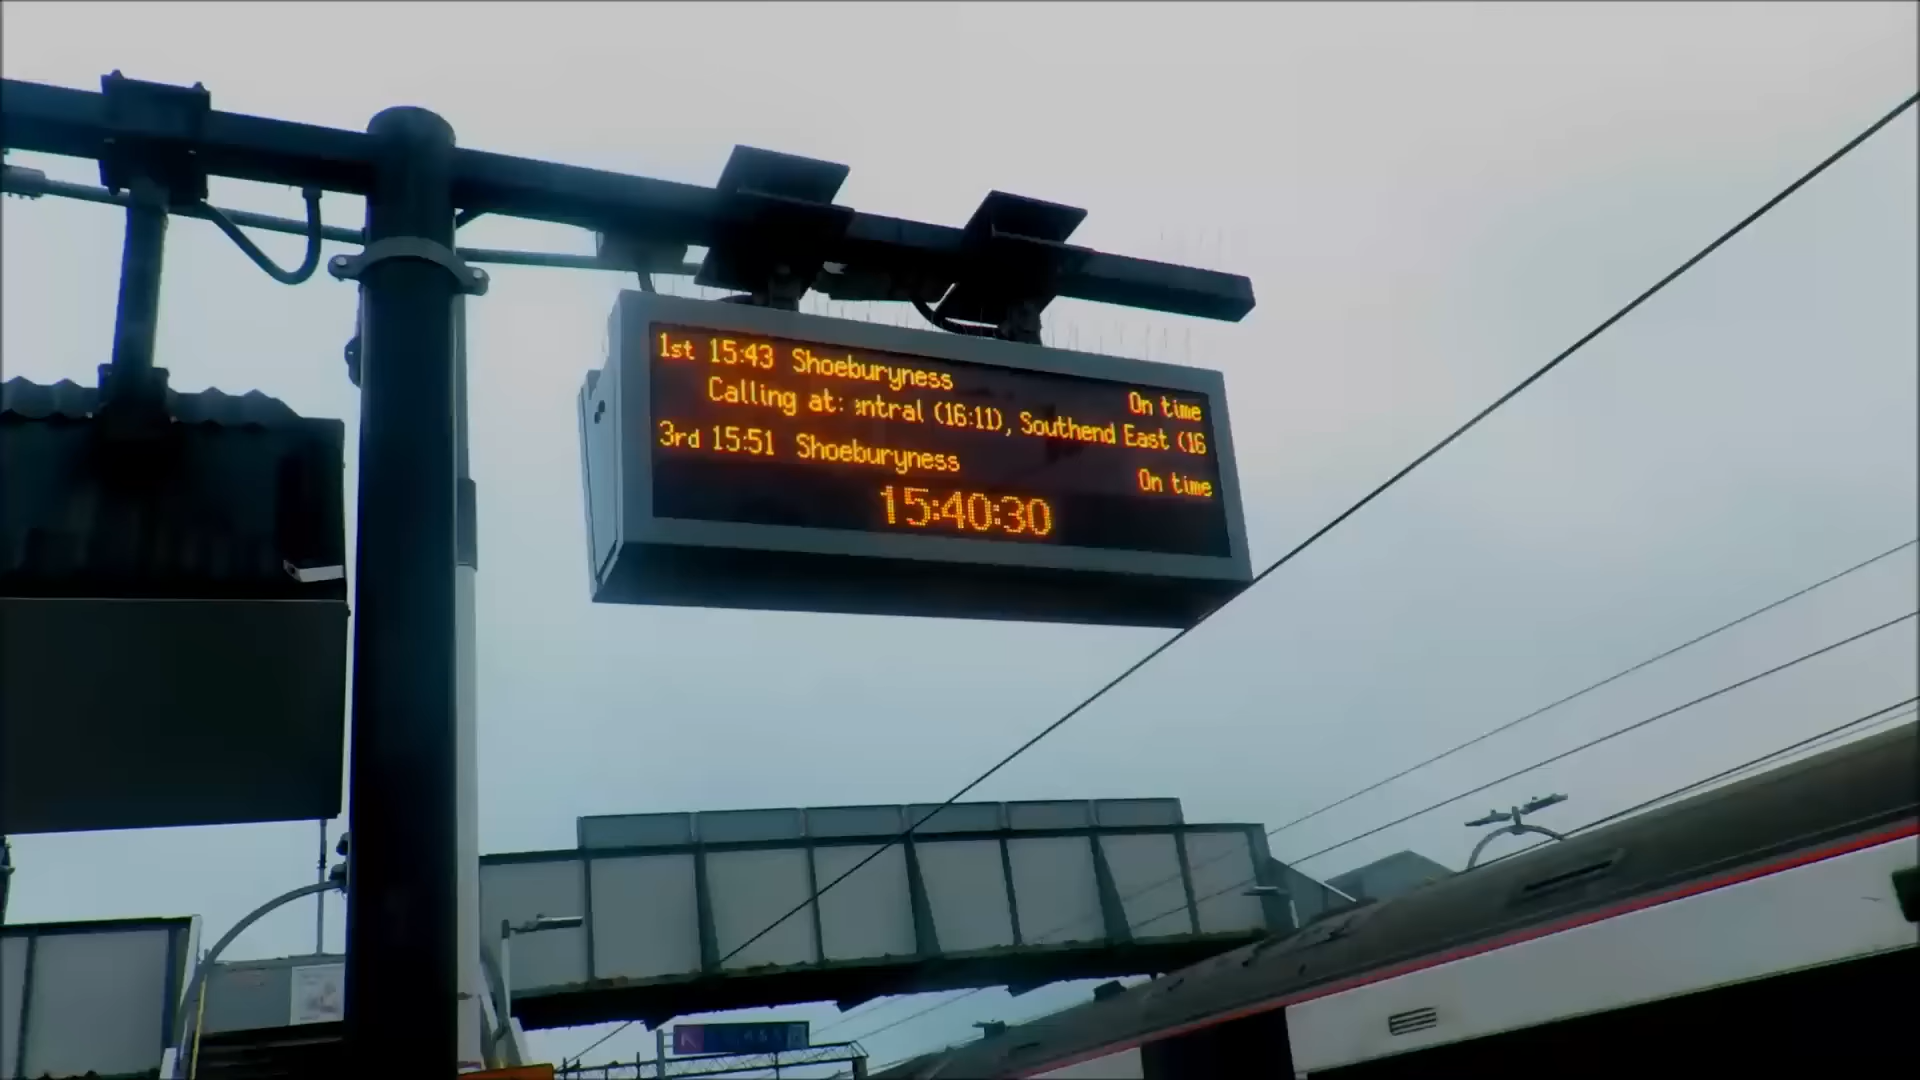 1st 15:43 Shoeburyness On time
Calling at: entral (16:11), Southend East (16
3rd 15:51 Shoeburyness On time
15:40:30